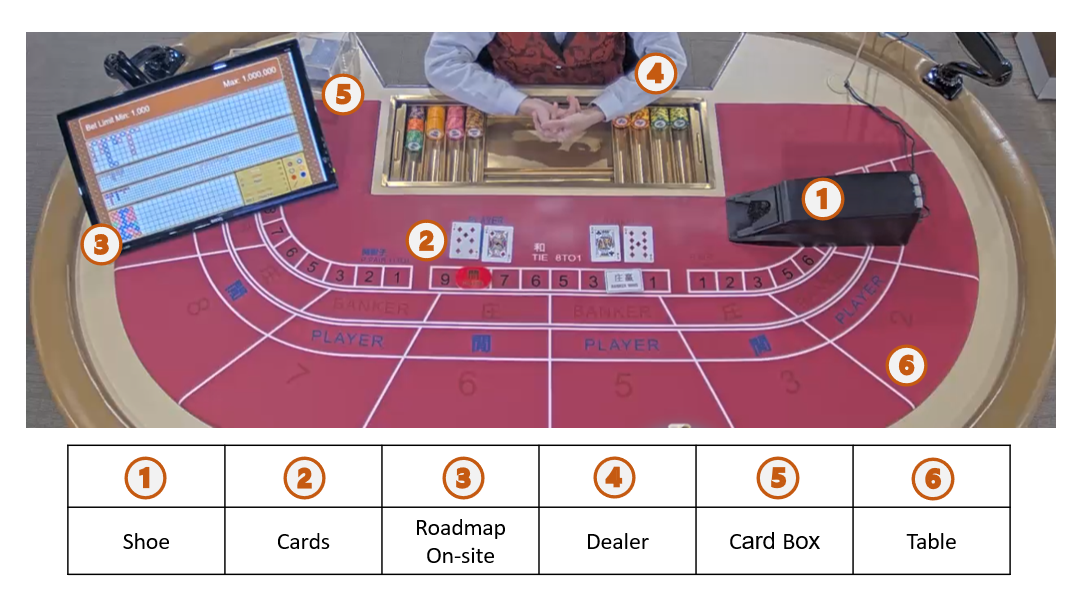 Bet Limit Min: 1,000 Max: 1,000,000
5
4
1
3
2
6
PLAYER
和
TIE 8TO1
7 6 5 3 2 1
9 7 6 5 3 庄赢 1
1 2 3 5 6
8 閒 BANKER BANKER PLAYER 2
PLAYER 閒 PLAYER 閒
7 6 5 3
1 2 3 4 5 6
Shoe Cards Roadmap Dealer Card Box Table
On-site